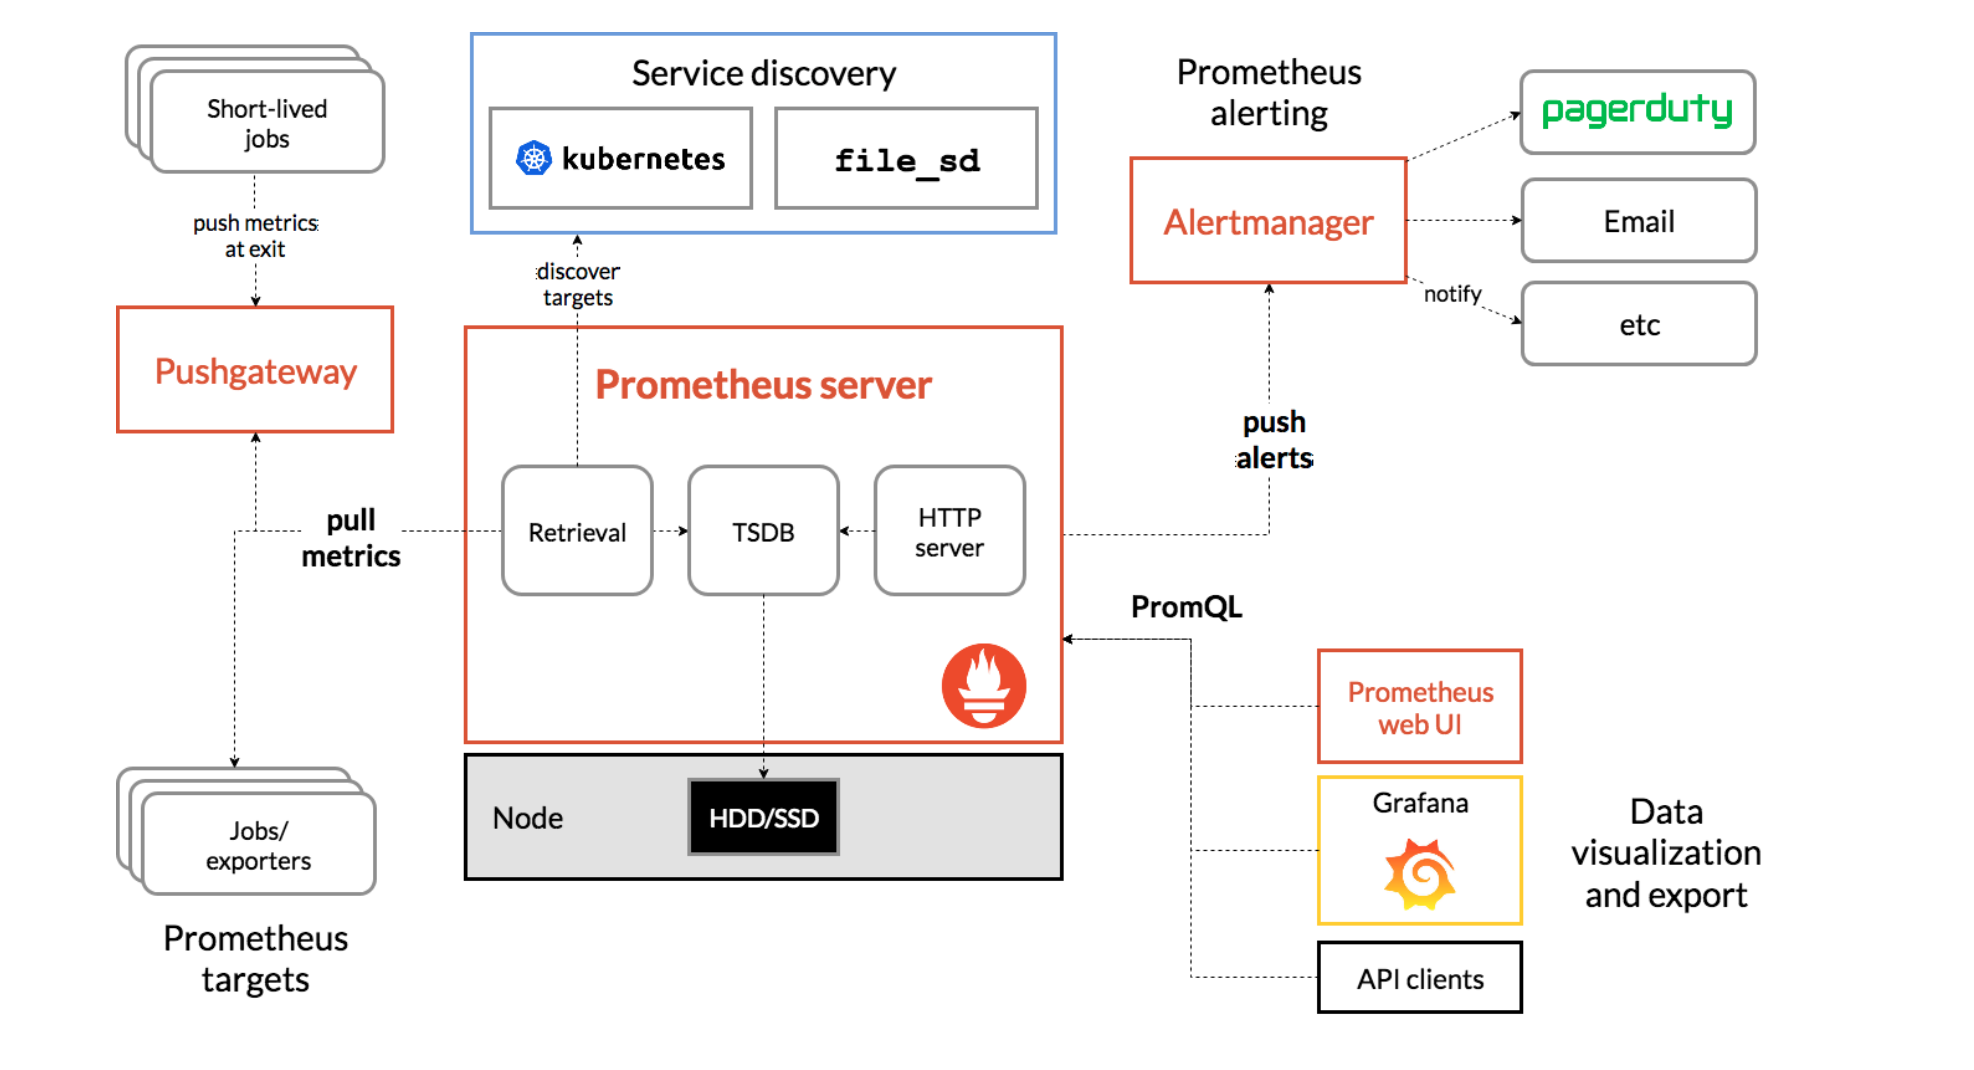 Short-lived
jobs
push metrics
at exit
Pushgateway
pull
metrics
Jobs/
exporters
Prometheus
targets
Service discovery
kubernetes
file_sd
discover
targets
Prometheus server
Retrieval
TSDB
HTTP
server
Node
HDD/SSD
Prometheus
alerting
Alertmanager
pagerduty
Email
notify
etc
push
alerts
PromQL
Prometheus
web UI
Grafana
API clients
Data
visualization
and export